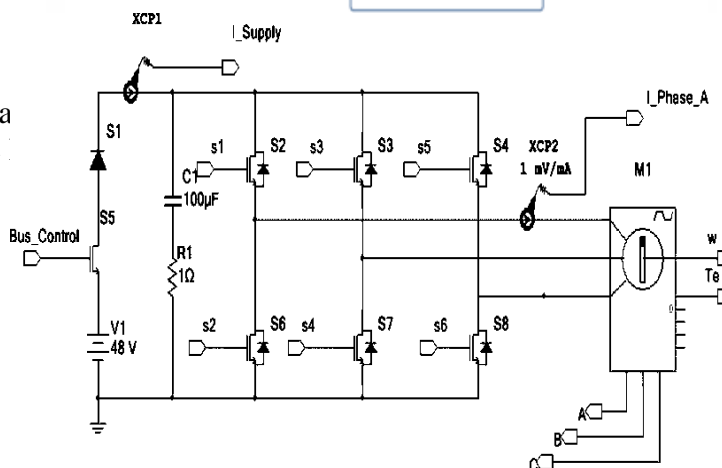 XCP1
I_Supply
a
I_Phase_A
S1
s1
S2
s3
S3
s5
S4
XCP2
1 mV/mA
M1
C1
100µF
S5
Bus_Control
R1
1Ω
w
Te
V1
48 V
s2
S6
s4
S7
s6
S8
A
B